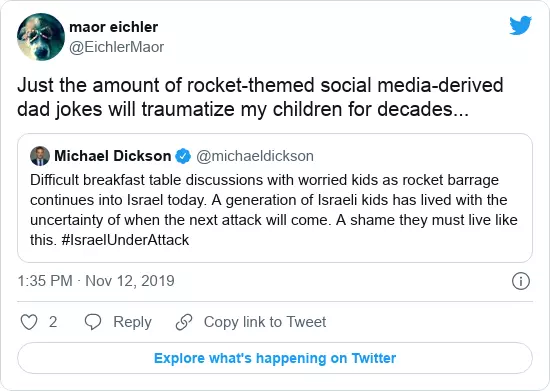 maor eichler
@EichlerMaor
Just the amount of rocket-themed social media-derived
dad jokes will traumatize my children for decades...
Michael Dickson @michaeldickson
Difficult breakfast table discussions with worried kids as rocket barrage
continues into Israel today. A generation of Israeli kids has lived with the
uncertainty of when the next attack will come. A shame they must live like
this. #IsraelUnderAttack
1:35 PM · Nov 12, 2019
2 Reply Copy link to Tweet
Explore what's happening on Twitter